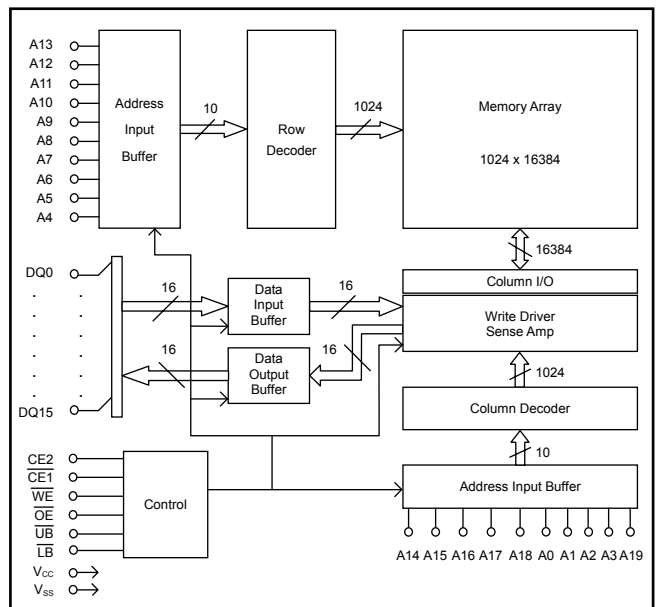 A13
A12
A11
A10
A9
A8
A7
A6
A5
A4
Address
Input
Buffer
10
Row
Decoder
1024
Memory Array
1024 x 16384
16384
DQ0
.
.
.
.
.
DQ15
16
Data
Input
Buffer
16
Column I/O
Write Driver
Sense Amp
16
Data
Output
Buffer
16
1024
Column Decoder
10
Address Input Buffer
CE2
CE1
WE
OE
UB
LB
VCC
VSS
Control
A14 A15 A16 A17 A18 A0 A1 A2 A3 A19